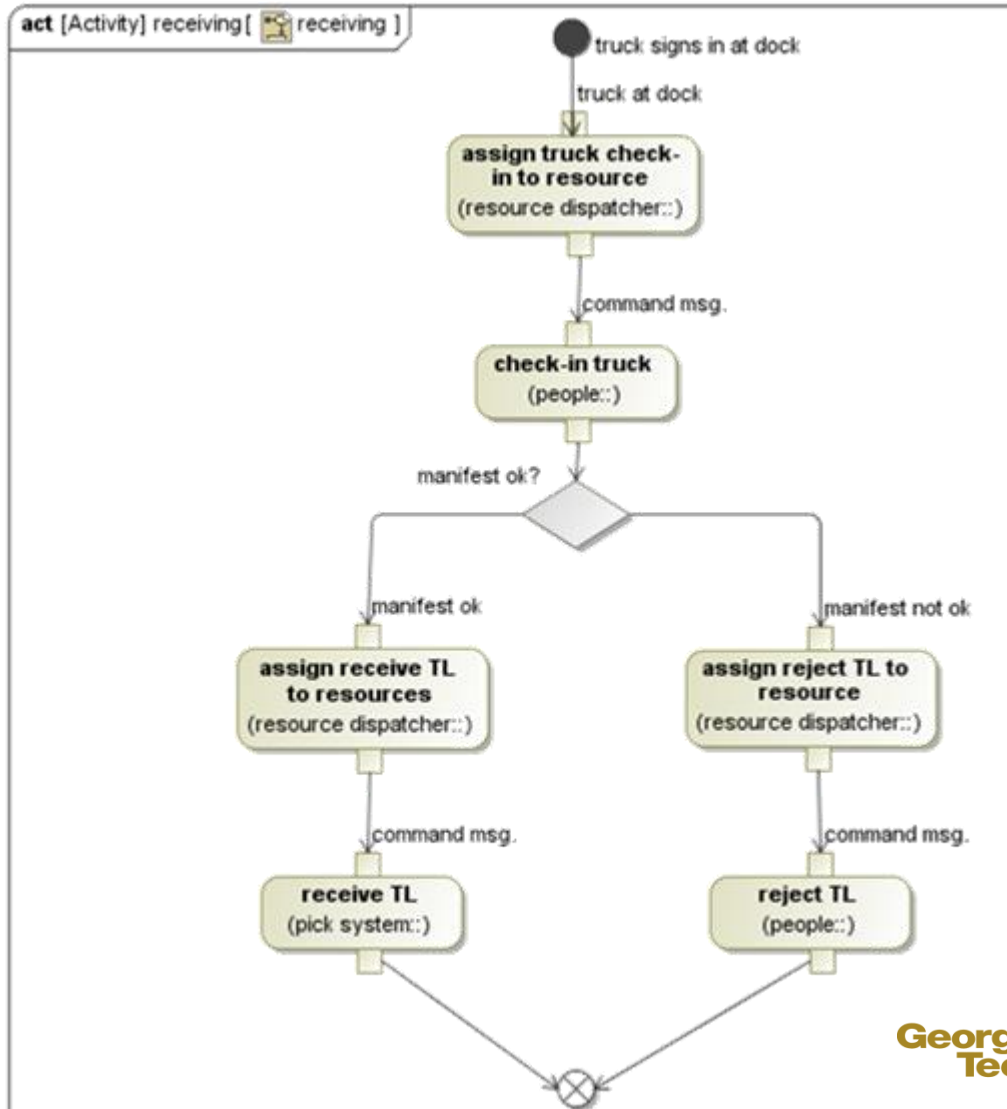 act [Activity] receiving[ receiving ]
truck signs in at dock
truck at dock
assign truck check-
in to resource
(resource dispatcher::)
command msg.
check-in truck
(people::)
manifest ok?
manifest ok
manifest not ok
assign receive TL
to resources
(resource dispatcher::)
assign reject TL to
resource
(resource dispatcher::)
command msg.
command msg.
receive TL
(pick system::)
reject TL
(people::)
Georg
Tec